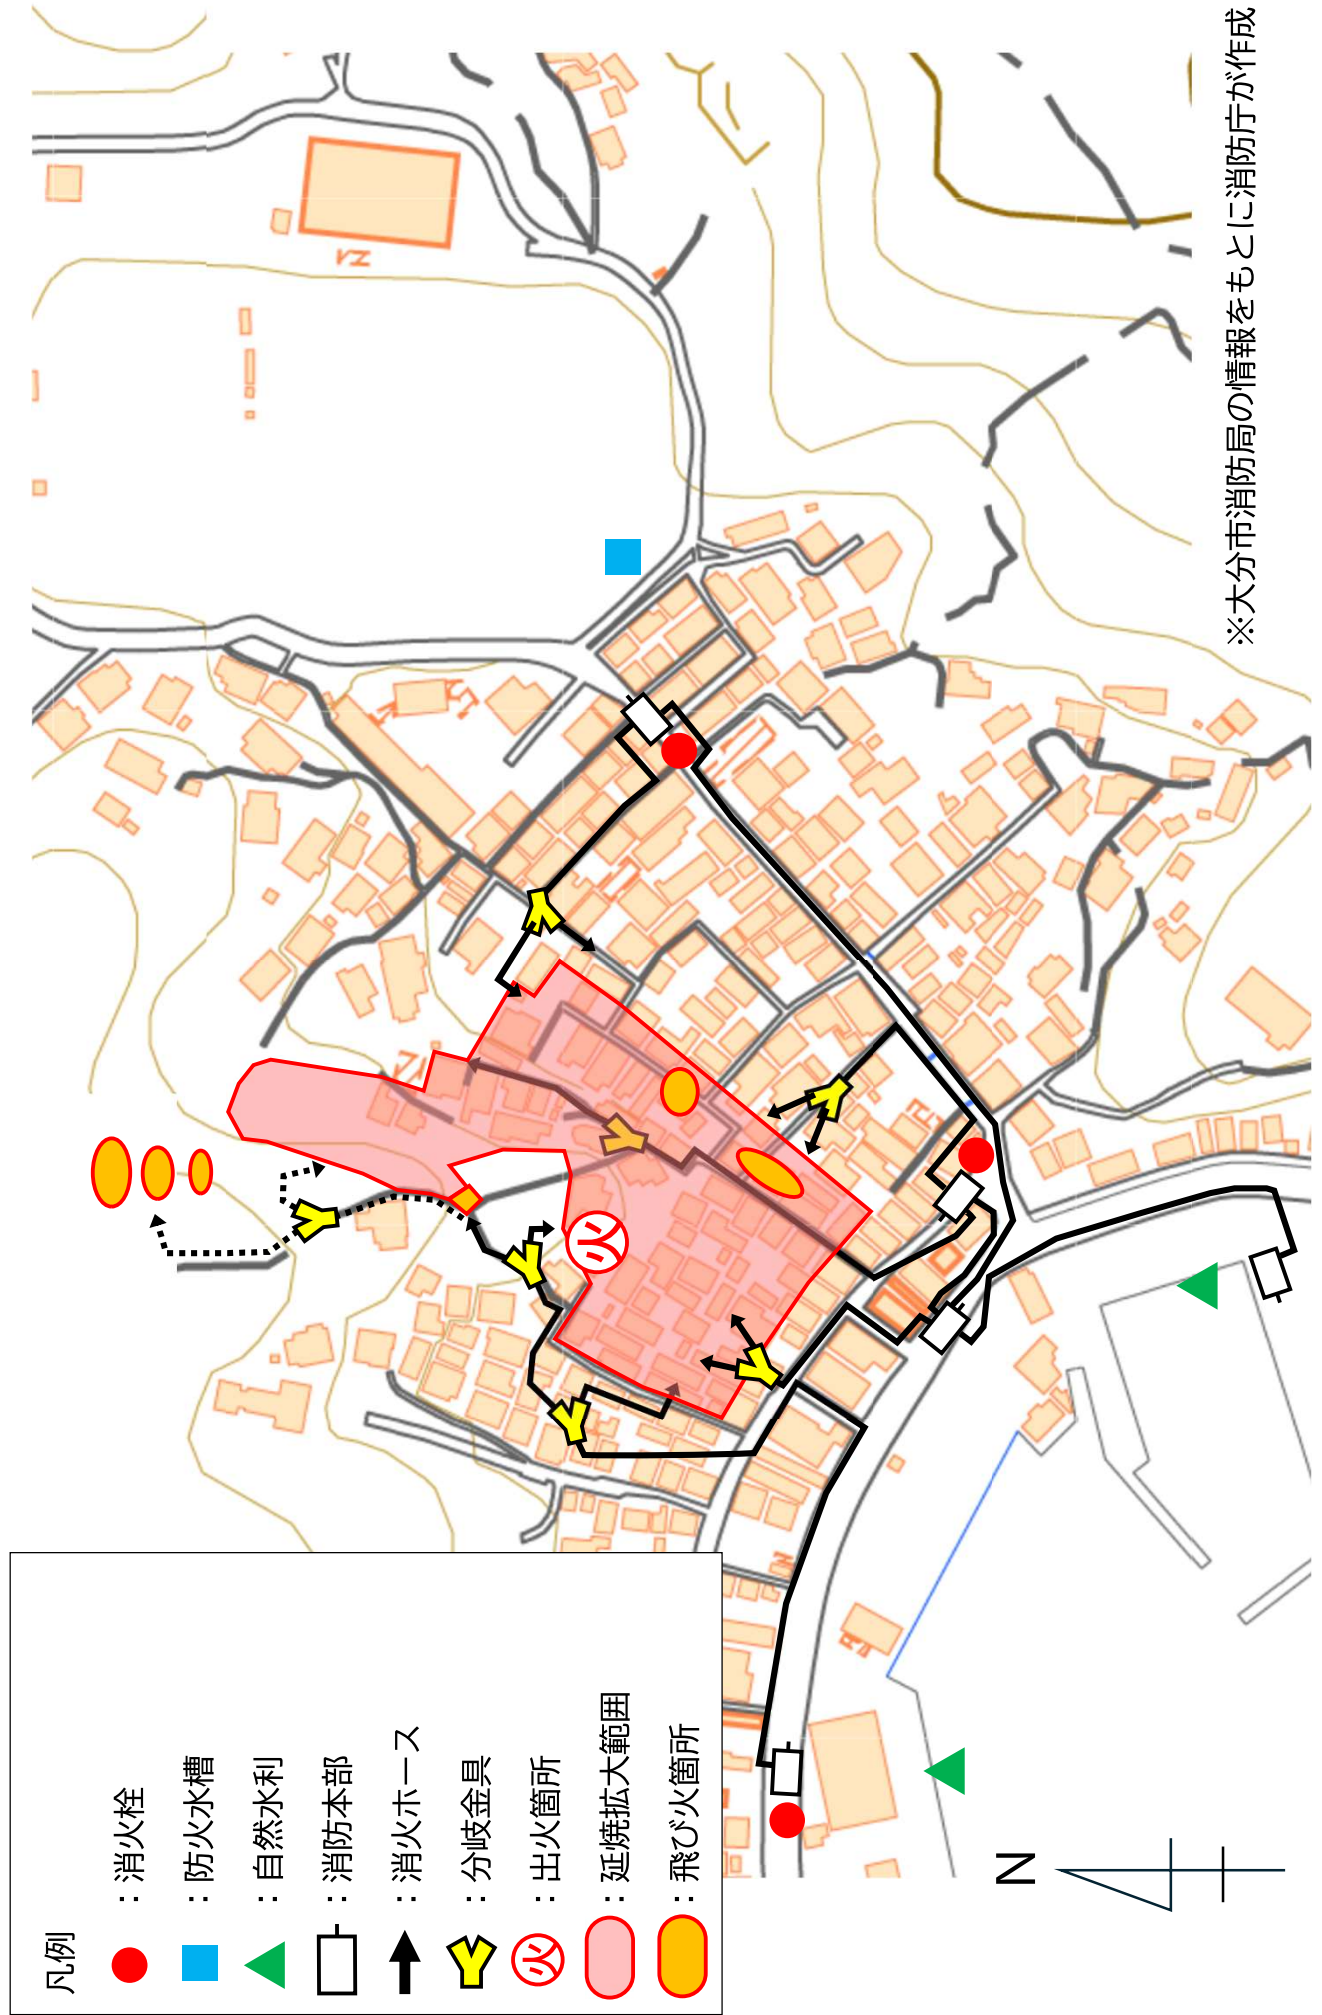 凡例
：消火栓
：防火水槽
：自然水利
：消防本部
：消火ホース
：分岐金具
：出火箇所
：延焼拡大範囲
：飛び火箇所
火
火
N
※大分市消防局の情報をもとに消防庁が作成